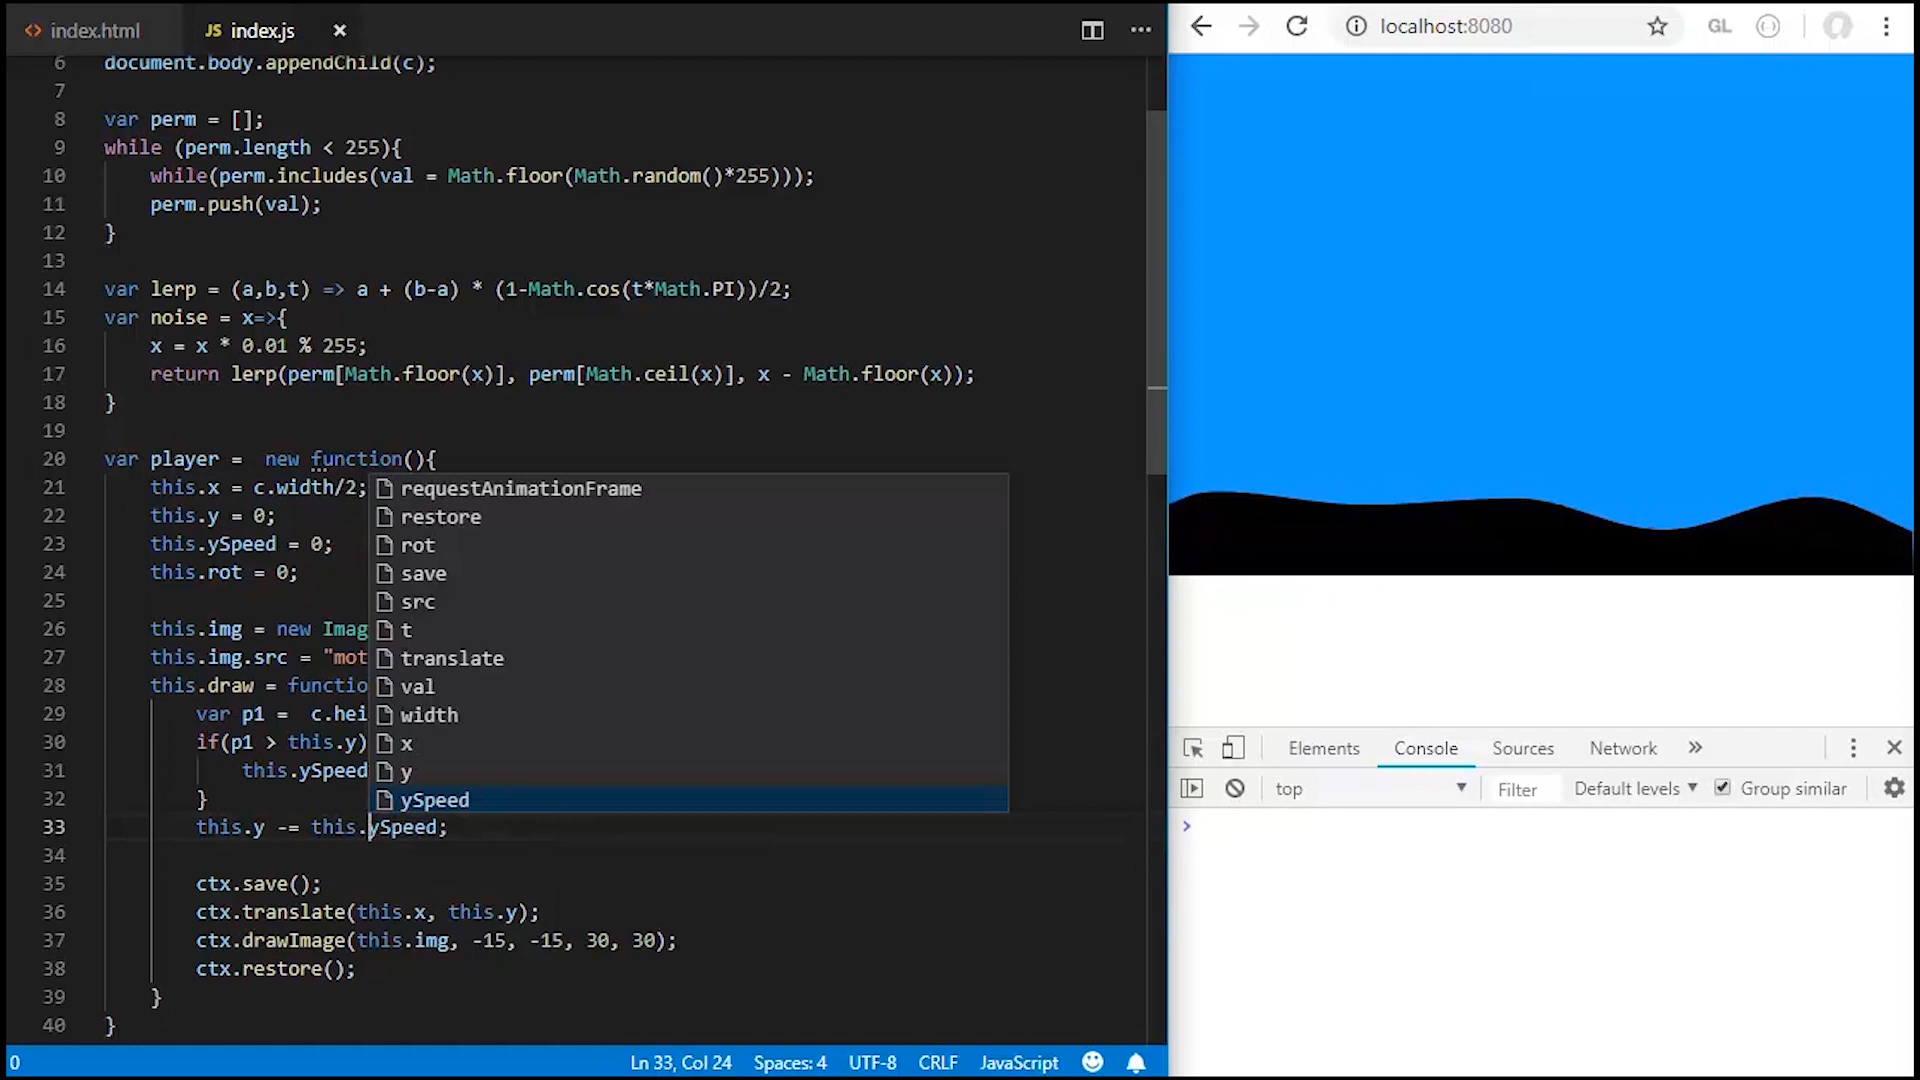 index.html
JS index.js
localhost:8080
GL
6 document.body.appendChild(c);
7
8 var perm = [];
9 while (perm.length < 255){
10 while(perm.includes(val = Math.floor(Math.random()*255)));
11 perm.push(val);
12 }
13
14 var lerp = (a,b,t) => a + (b-a) * (1-Math.cos(t*Math.PI))/2;
15 var noise = x=>{
16 x = x * 0.01 % 255;
17 return lerp(perm[Math.floor(x)], perm[Math.ceil(x)], x - Math.floor(x));
18 }
19
20 var player =  new function(){
21 this.x = c.width/2;
22 this.y = 0;
23 this.ySpeed = 0;
24 this.rot = 0;
25
26 this.img = new Imag
27 this.img.src = "mot
28 this.draw = functio
29 var p1 =  c.hei
30 if(p1 > this.y)
31 this.ySpeed
32 }
33 this.y -= this.ySpeed;
34
35 ctx.save();
36 ctx.translate(this.x, this.y);
37 ctx.drawImage(this.img, -15, -15, 30, 30);
38 ctx.restore();
39 }
40 }
requestAnimationFrame
restore
rot
save
src
t
translate
val
width
x
y
ySpeed
Elements Console Sources Network »
top Filter Default levels Group similar
0 Ln 33, Col 24 Spaces: 4 UTF-8 CRLF JavaScript